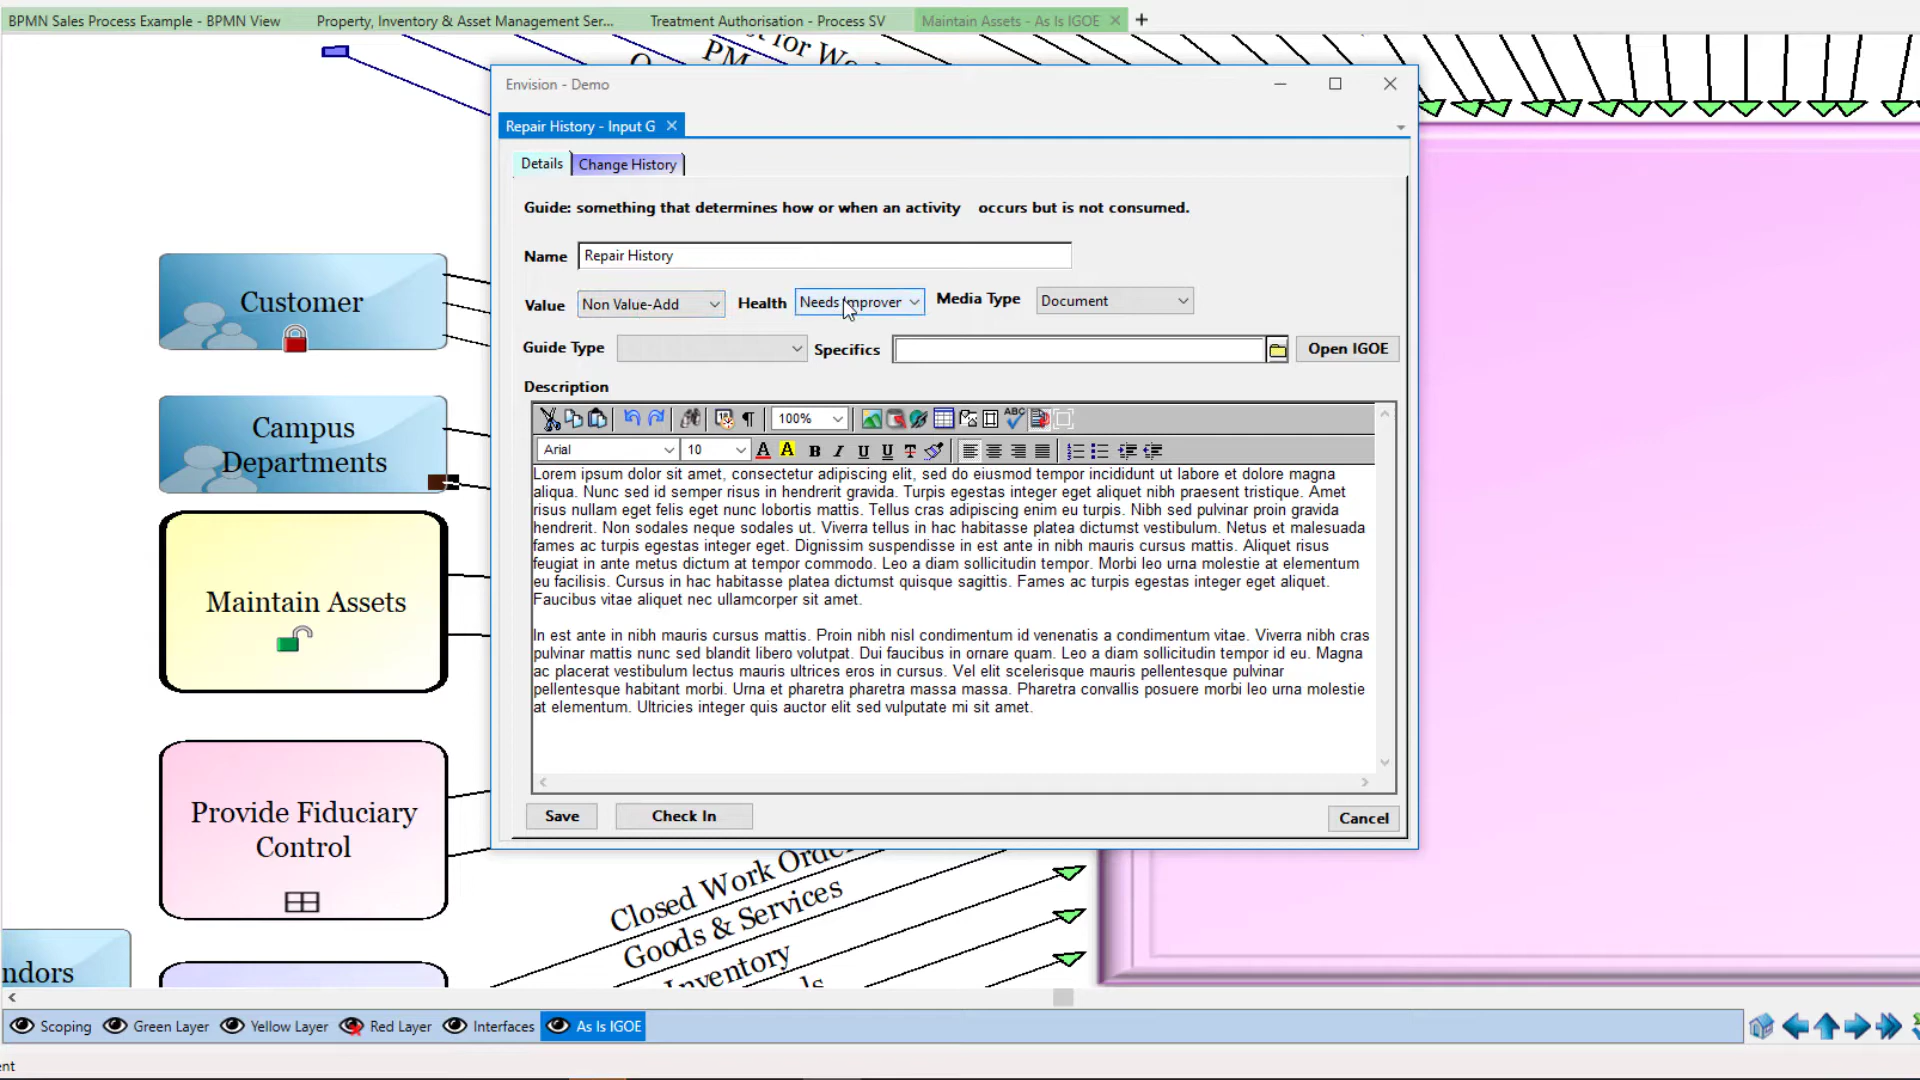 BPMN Sales Process Example - BPMN View
Property, Inventory & Asset Management Ser...
Treatment Authorisation - Process SV
Maintain Assets - As Is IGOE
PM
Envision - Demo
Repair History - Input G
Details
Change History
Guide: something that determines how or when an activity occurs but is not consumed.
Name
Repair History
Value
Non Value-Add
Health
Needs Improver
Media Type
Document
Guide Type
Specifics
Open IGOE
Description
100%
ABC
Arial
10
A A B I U U T
Lorem ipsum dolor sit amet, consectetur adipiscing elit, sed do eiusmod tempor incididunt ut labore et dolore magna
aliqua. Nunc sed id semper risus in hendrerit gravida. Turpis egestas integer eget aliquet nibh praesent tristique. Amet
risus nullam eget felis eget nunc lobortis mattis. Tellus cras adipiscing enim eu turpis. Nibh sed pulvinar proin gravida
hendrerit. Non sodales neque sodales ut. Viverra tellus in hac habitasse platea dictumst vestibulum. Netus et malesuada
fames ac turpis egestas integer eget. Dignissim suspendisse in est ante in nibh mauris cursus mattis. Aliquet risus
feugiat in ante metus dictum at tempor commodo. Leo a diam sollicitudin tempor. Morbi leo urna molestie at elementum
eu facilisis. Cursus in hac habitasse platea dictumst quisque sagittis. Fames ac turpis egestas integer eget aliquet.
Faucibus vitae aliquet nec ullamcorper sit amet.
In est ante in nibh mauris cursus mattis. Proin nibh nisl condimentum id venenatis a condimentum vitae. Viverra nibh cras
pulvinar mattis nunc sed blandit libero volutpat. Dui faucibus in ornare quam. Leo a diam sollicitudin tempor id eu. Magna
ac placerat vestibulum lectus mauris ultrices eros in cursus. Vel elit scelerisque mauris pellentesque pulvinar
pellentesque habitant morbi. Urna et pharetra pharetra massa massa. Pharetra convallis posuere morbi leo urna molestie
at elementum. Ultricies integer quis auctor elit sed vulputate mi sit amet.
Save
Check In
Cancel
Customer
Campus
Departments
Maintain Assets
Provide Fiduciary
Control
ndors
Closed Work Order
Goods & Services
Inventory
Scoping
Green Layer
Yellow Layer
Red Layer
Interfaces
As Is IGOE
nt